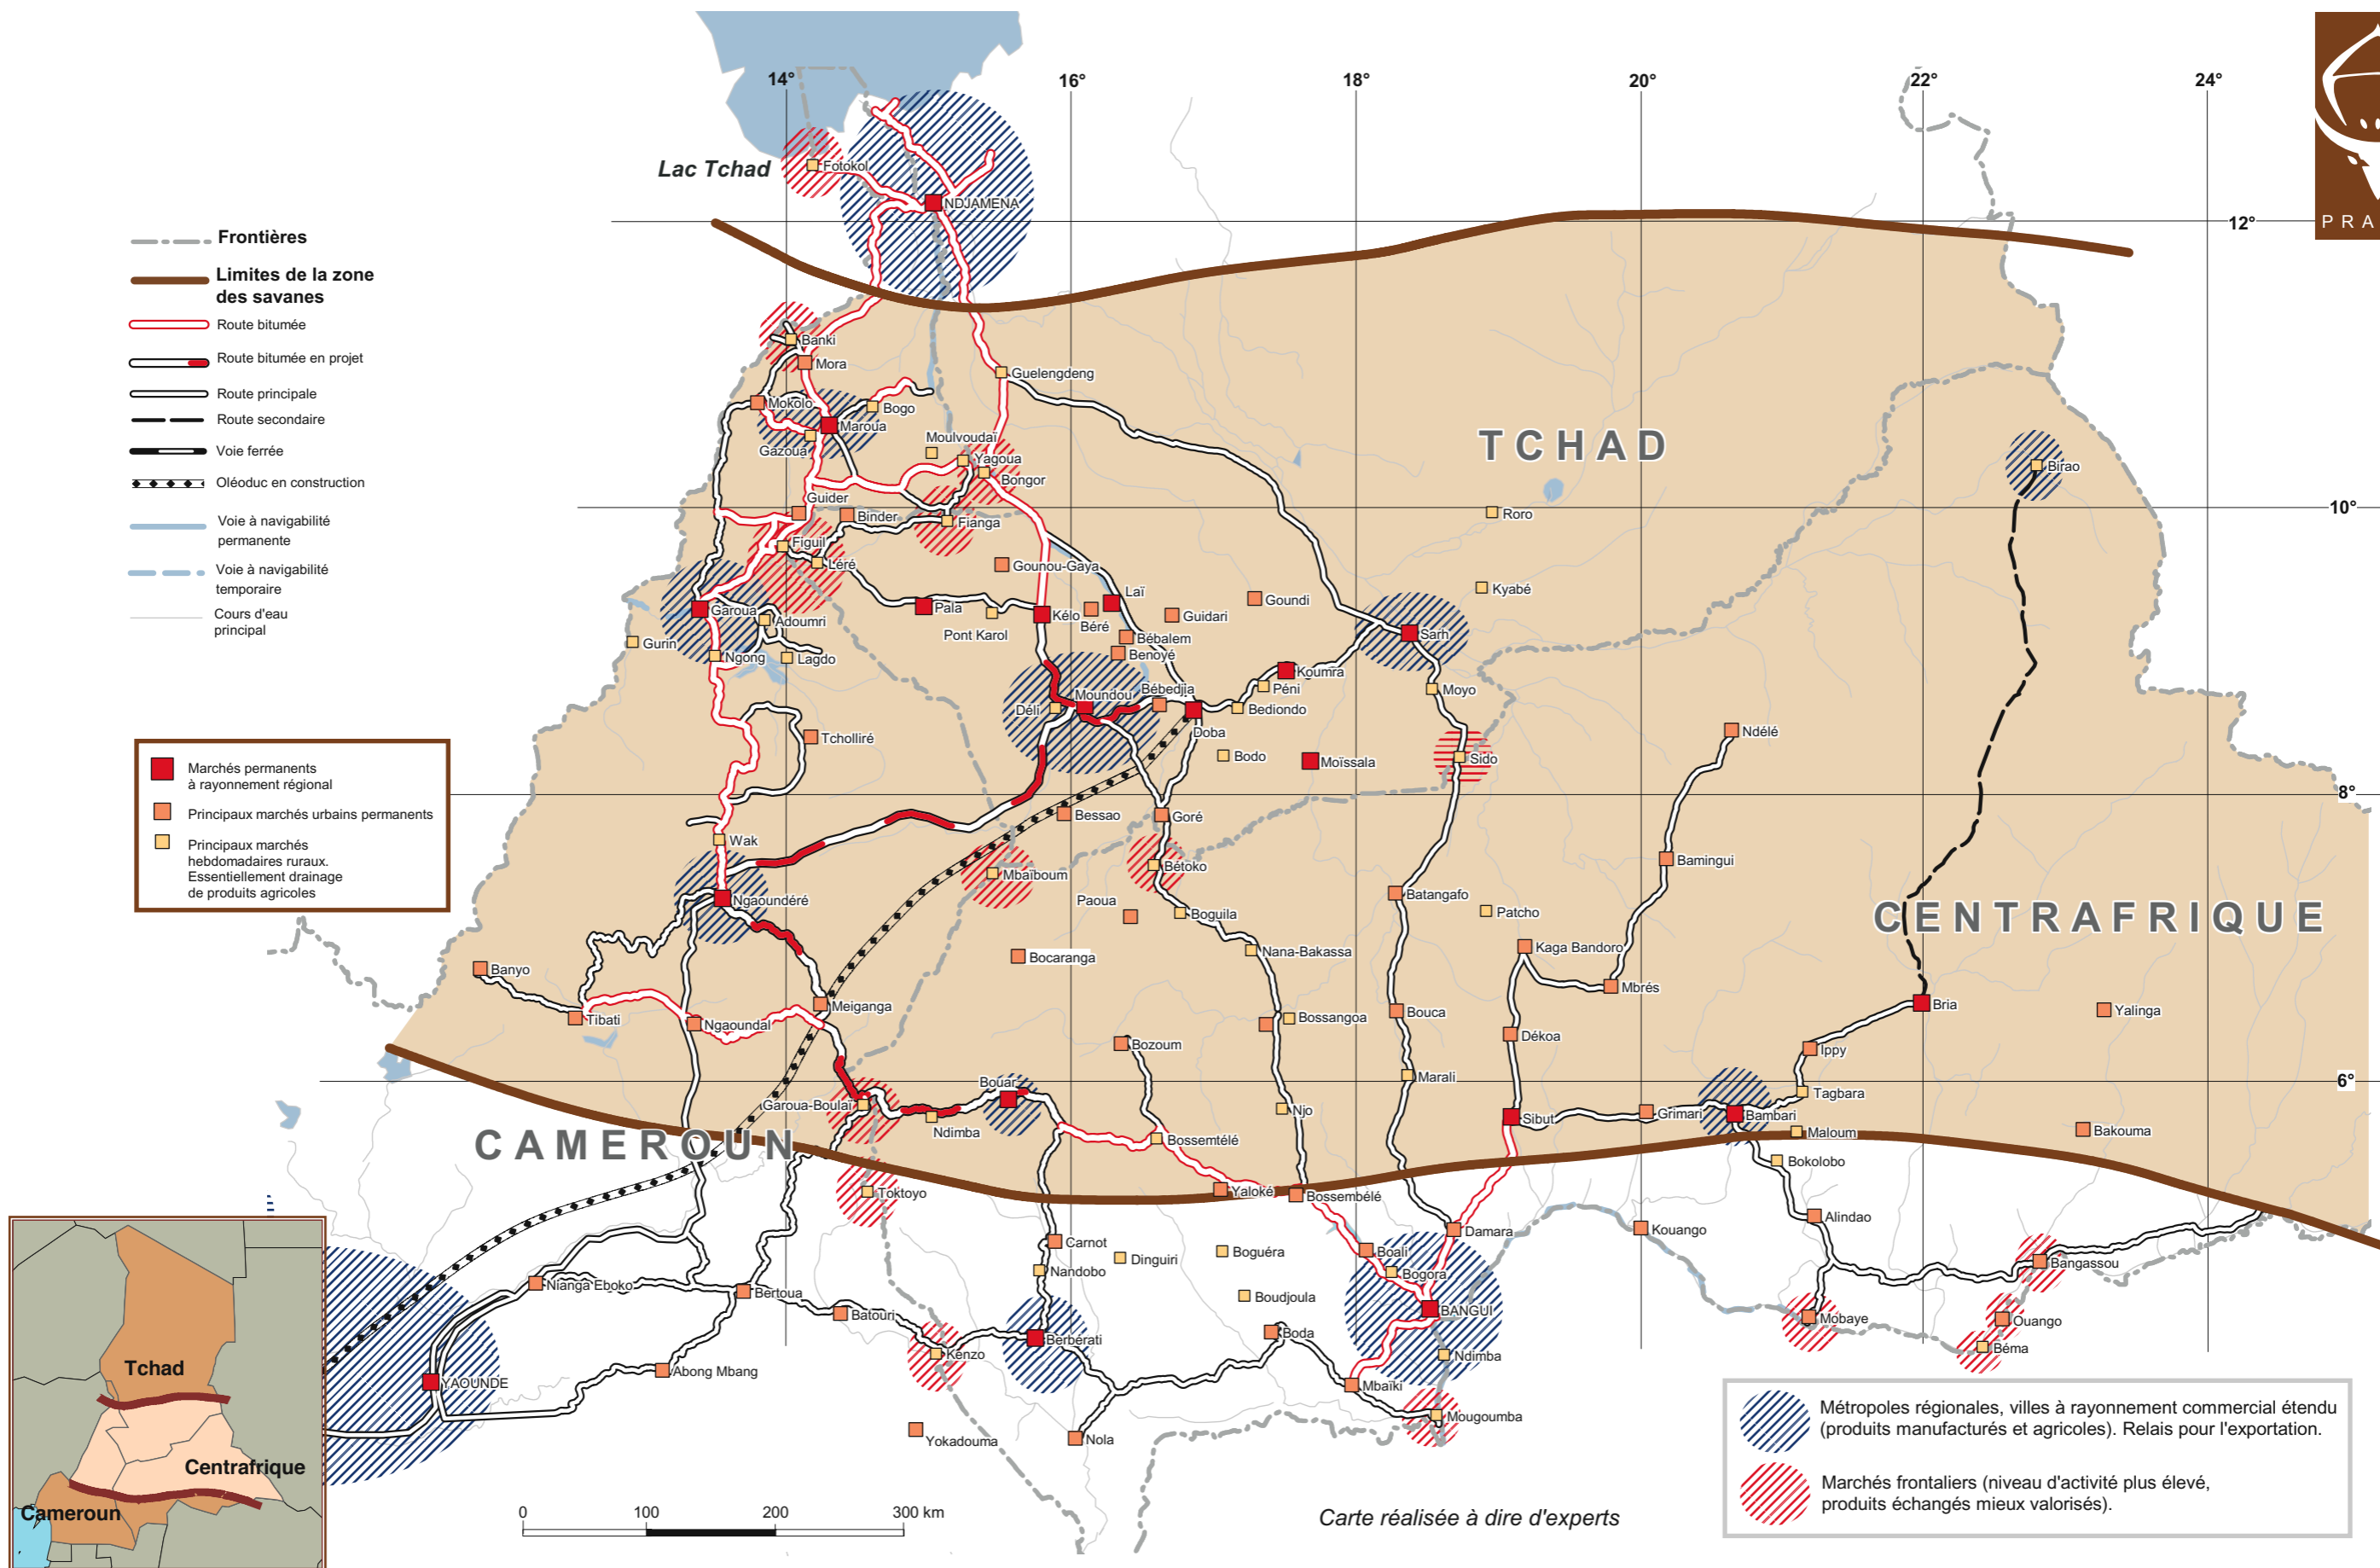 14°
16°
18°
20°
22°
24°
12°
10°
8°
6°
PRA
Lac Tchad
Frontières
Limites de la zone
des savanes
Route bitumée
Route bitumée en projet
Route principale
Route secondaire
Voie ferrée
Oléoduc en construction
Voie à navigabilité
permanente
Voie à navigabilité
temporaire
Cours d'eau
principal
Marchés permanents
à rayonnement régional
Principaux marchés urbains permanents
Principaux marchés
hebdomadaires ruraux.
Essentiellement drainage
de produits agricoles
TCHAD
CENTRAFRIQUE
CAMEROUN
Fotokol
NDJAMENA
Banki
Mora
Guelengdeng
Mokolo
Bogo
Maroua
Moulvoudaï
Gazoua
Yagoua
Bongor
Birao
Guider
Binder
Fianga
Roro
Figuil
Léré
Gounou-Gaya
Kyabé
Laï
Goundi
Garoua
Pala
Kélo
Béré
Guidari
Adoumri
Pont Karol
Bébalem
Sarh
Gurin
Ngong
Lagdo
Benoyé
Koumra
Péni
Moyo
Moundou
Bébedjia
Déli
Bediondo
Doba
Ndélé
Tcholliré
Bodo
Moïssala
Sido
Bessao
Goré
Wak
Bétoko
Bamingui
Mbaïboum
Ngaoundéré
Batangafo
Paoua
Boguila
Patcho
Kaga Bandoro
Bocaranga
Nana-Bakassa
Banyo
Mbrés
Meiganga
Bria
Yalinga
Tibati
Ngaoundal
Bossangoa
Bouca
Dékoa
Bozoum
Ippy
Marali
Bouar
Tagbara
Garoua-Boulaï
Ndimba
Njo
Sibut
Grimari
Bambari
Bossemtélé
Maloum
Bakouma
Bokolobo
Toktoyo
Yaloké
Bossembélé
Alindao
Kouango
Damara
Carnot
Dinguiri
Boguéra
Boali
Bangassou
Nandobo
Bogora
Nianga Eboko
Bertoua
Boudjoula
BANGUI
Batouri
Mobaye
Ouango
Berbérati
Boda
Kenzo
Ndimba
Béma
Abong Mbang
YAOUNDE
Mbaïki
Mougoumba
Yokadouma
Nola
Tchad
Centrafrique
Cameroun
0 100 200 300 km
Carte réalisée à dire d'experts
Métropoles régionales, villes à rayonnement commercial étendu
(produits manufacturés et agricoles). Relais pour l'exportation.
Marchés frontaliers (niveau d'activité plus élevé,
produits échangés mieux valorisés).